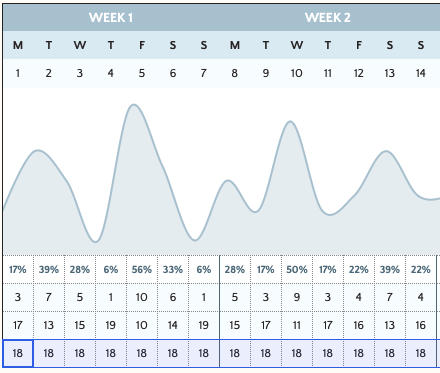 WEEK 1 WEEK 2
M T W T F S S M T W T F S S
1 2 3 4 5 6 7 8 9 10 11 12 13 14
17% 39% 28% 6% 56% 33% 6% 28% 17% 50% 17% 22% 39% 22%
3 7 5 1 10 6 1 5 3 9 3 4 7 4
17 13 15 19 10 14 19 15 17 11 17 16 13 16
18 18 18 18 18 18 18 18 18 18 18 18 18 18